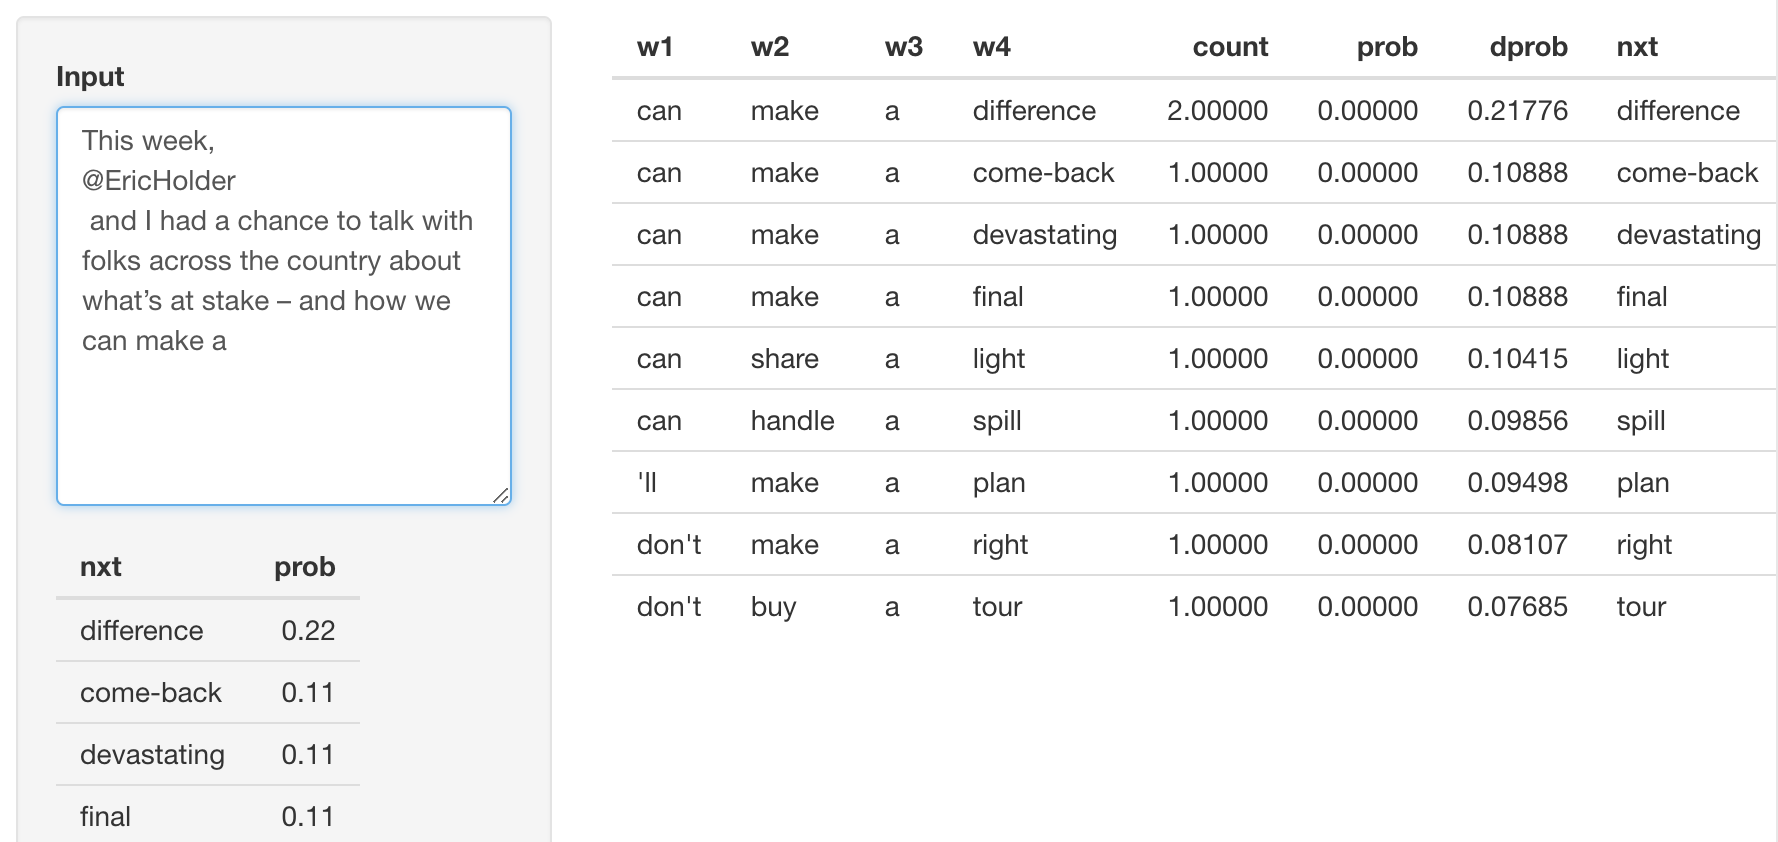 Input
This week,
@EricHolder
and I had a chance to talk with
folks across the country about
what’s at stake – and how we
can make a
nxt prob
difference 0.22
come-back 0.11
devastating 0.11
final 0.11
w1 w2 w3 w4 count prob dprob nxt
can make a difference 2.00000 0.00000 0.21776 difference
can make a come-back 1.00000 0.00000 0.10888 come-back
can make a devastating 1.00000 0.00000 0.10888 devastating
can make a final 1.00000 0.00000 0.10888 final
can share a light 1.00000 0.00000 0.10415 light
can handle a spill 1.00000 0.00000 0.09856 spill
'll make a plan 1.00000 0.00000 0.09498 plan
don't make a right 1.00000 0.00000 0.08107 right
don't buy a tour 1.00000 0.00000 0.07685 tour